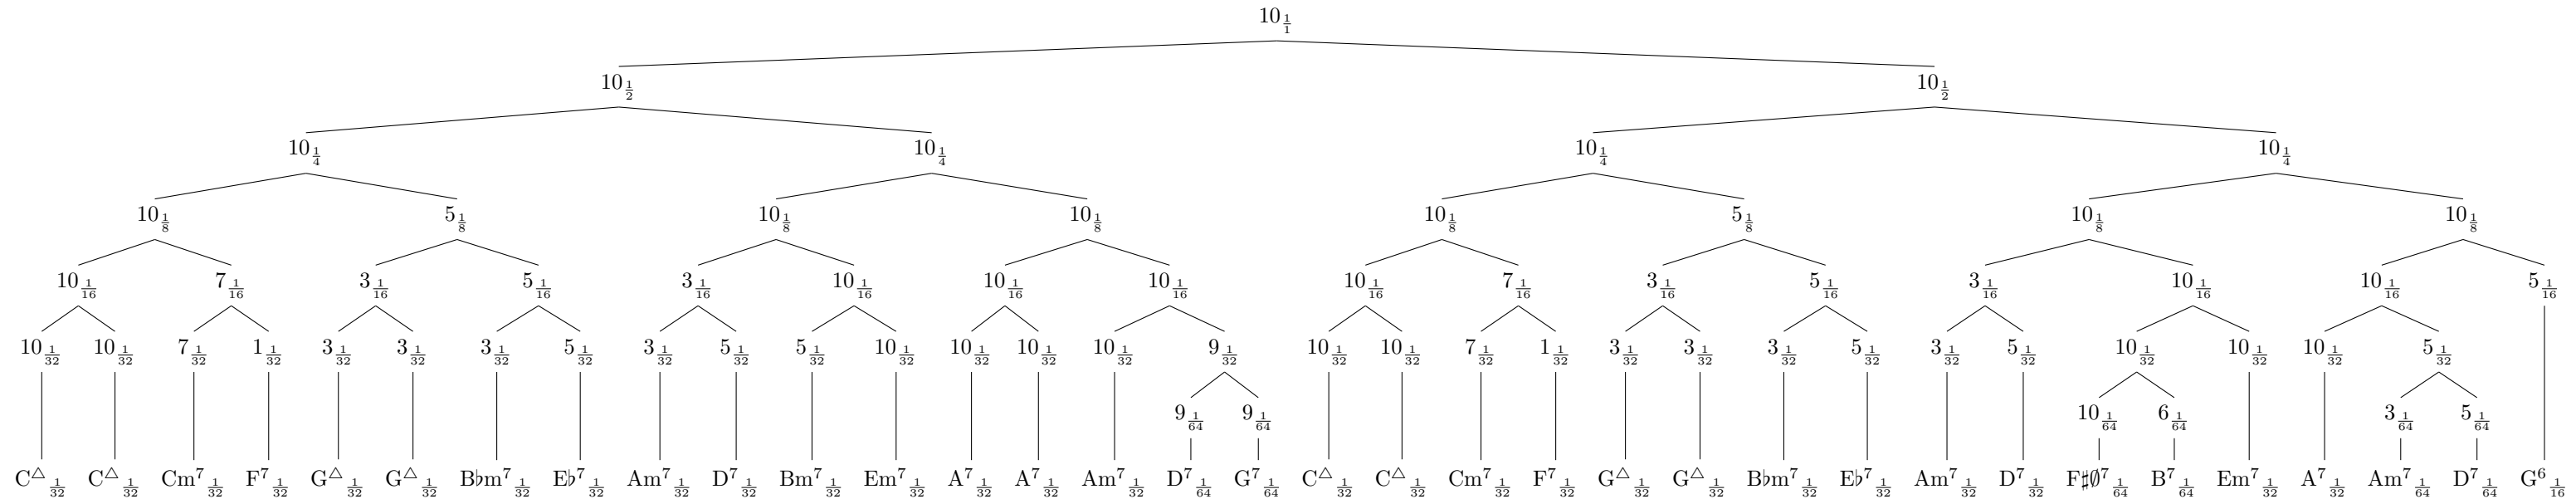 10 1/1
10 1/2 10 1/2
10 1/4 10 1/4 10 1/4 10 1/4
10 1/8 5 1/8 10 1/8 10 1/8 10 1/8 5 1/8 10 1/8 10 1/8
10 1/16 7 1/16 3 1/16 5 1/16 3 1/16 10 1/16 10 1/16 10 1/16 10 1/16 7 1/16 3 1/16 5 1/16 3 1/16 10 1/16 10 1/16 5 1/16
10 1/32 10 1/32 7 1/32 1 1/32 3 1/32 3 1/32 3 1/32 5 1/32 3 1/32 5 1/32 5 1/32 10 1/32 10 1/32 10 1/32 10 1/32 9 1/32 10 1/32 10 1/32 7 1/32 1 1/32 3 1/32 3 1/32 3 1/32 5 1/32 3 1/32 5 1/32 10 1/32 10 1/32 10 1/32 5 1/32
9 1/64 9 1/64 10 1/64 6 1/64 3 1/64 5 1/64
C△ 1/32 C△ 1/32 Cm⁷ 1/32 F⁷ 1/32 G△ 1/32 G△ 1/32 B♭m⁷ 1/32 E♭⁷ 1/32 Am⁷ 1/32 D⁷ 1/32 Bm⁷ 1/32 Em⁷ 1/32 A⁷ 1/32 A⁷ 1/32 Am⁷ 1/32 D⁷ 1/64 G⁷ 1/64 C△ 1/32 C△ 1/32 Cm⁷ 1/32 F⁷ 1/32 G△ 1/32 G△ 1/32 B♭m⁷ 1/32 E♭⁷ 1/32 Am⁷ 1/32 D⁷ 1/32 F♯∅⁷ 1/64 B⁷ 1/64 Em⁷ 1/32 A⁷ 1/32 Am⁷ 1/64 D⁷ 1/64 G⁶ 1/16